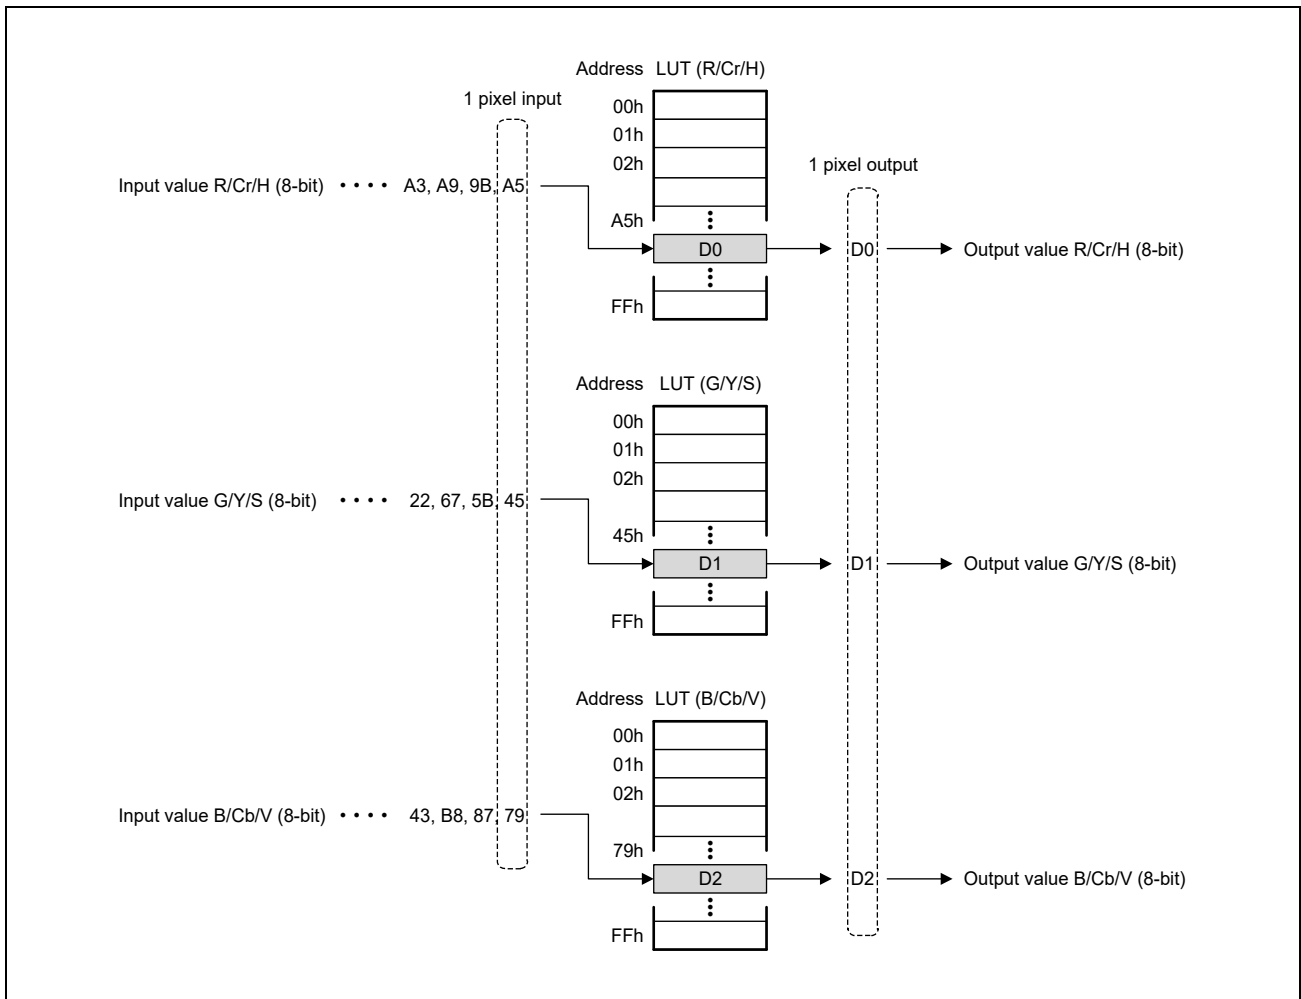 Address LUT (R/Cr/H)
1 pixel input
00h
01h
02h
1 pixel output
Input value R/Cr/H (8-bit) •••• A3, A9, 9B, A5
A5h
D0
D0
Output value R/Cr/H (8-bit)
FFh
Address LUT (G/Y/S)
00h
01h
02h
Input value G/Y/S (8-bit) •••• 22, 67, 5B, 45
45h
D1
D1
Output value G/Y/S (8-bit)
FFh
Address LUT (B/Cb/V)
00h
01h
02h
Input value B/Cb/V (8-bit) •••• 43, B8, 87, 79
79h
D2
D2
Output value B/Cb/V (8-bit)
FFh